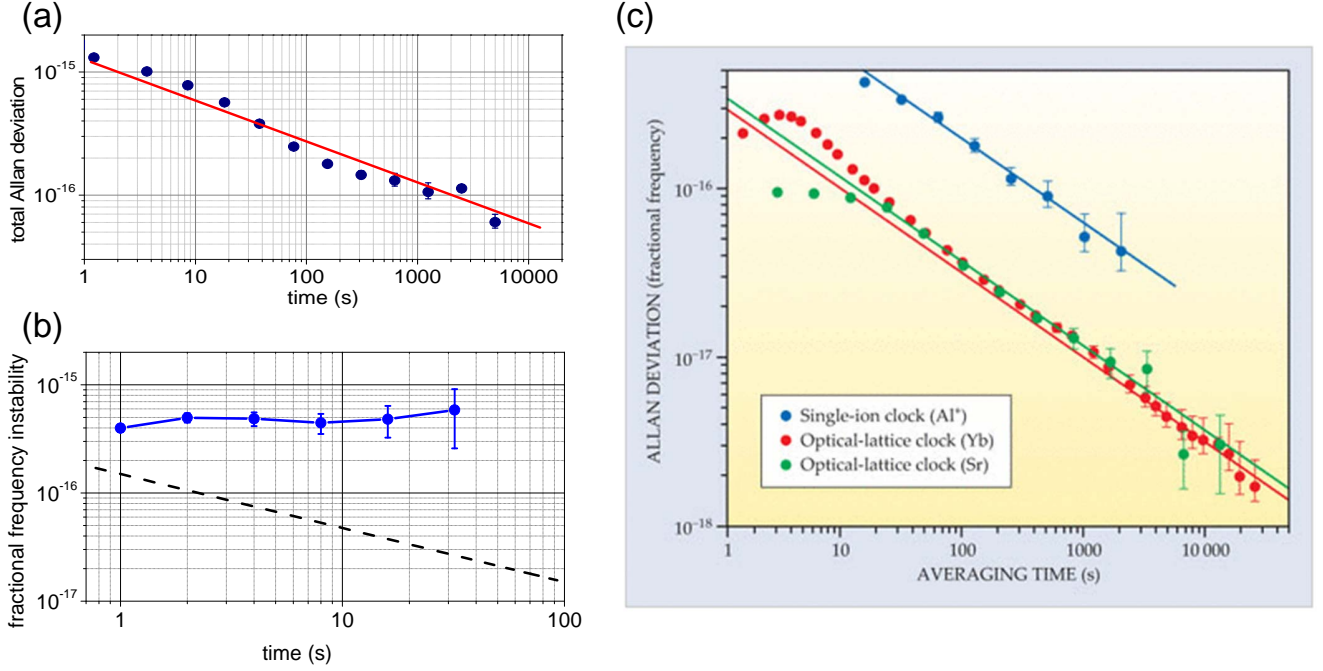 (a)
total Allan deviation
10⁻¹⁵
10⁻¹⁶
1 10 100 1000 10000
time (s)
(b)
fractional frequency instability
10⁻¹⁵
10⁻¹⁶
10⁻¹⁷
1 10 100
time (s)
(c)
ALLAN DEVIATION (fractional frequency)
10⁻¹⁶
10⁻¹⁷
10⁻¹⁸
Single-ion clock (Al⁺)
Optical-lattice clock (Yb)
Optical-lattice clock (Sr)
1 10 100 1000 10 000
AVERAGING TIME (s)